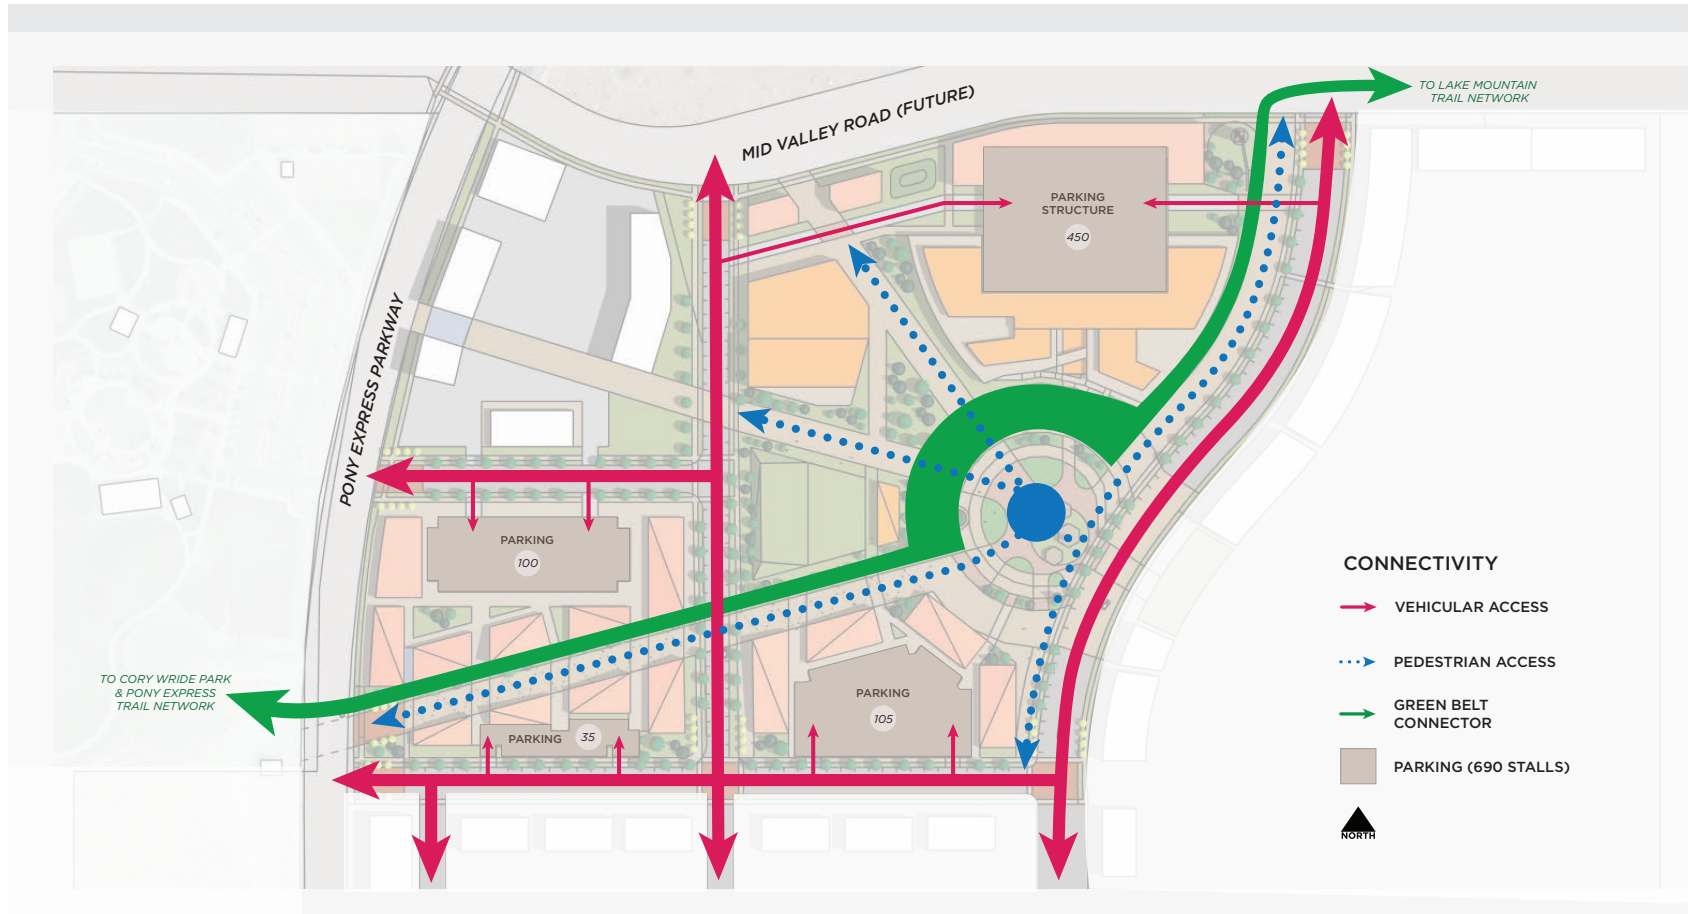 TO LAKE MOUNTAIN
TRAIL NETWORK
MID VALLEY ROAD (FUTURE)
PARKING
STRUCTURE
450
PONY EXPRESS PARKWAY
PARKING
100
TO CORY WRIDE PARK
& PONY EXPRESS
TRAIL NETWORK
PARKING 35
PARKING
105
CONNECTIVITY
VEHICULAR ACCESS
PEDESTRIAN ACCESS
GREEN BELT
CONNECTOR
PARKING (690 STALLS)
NORTH